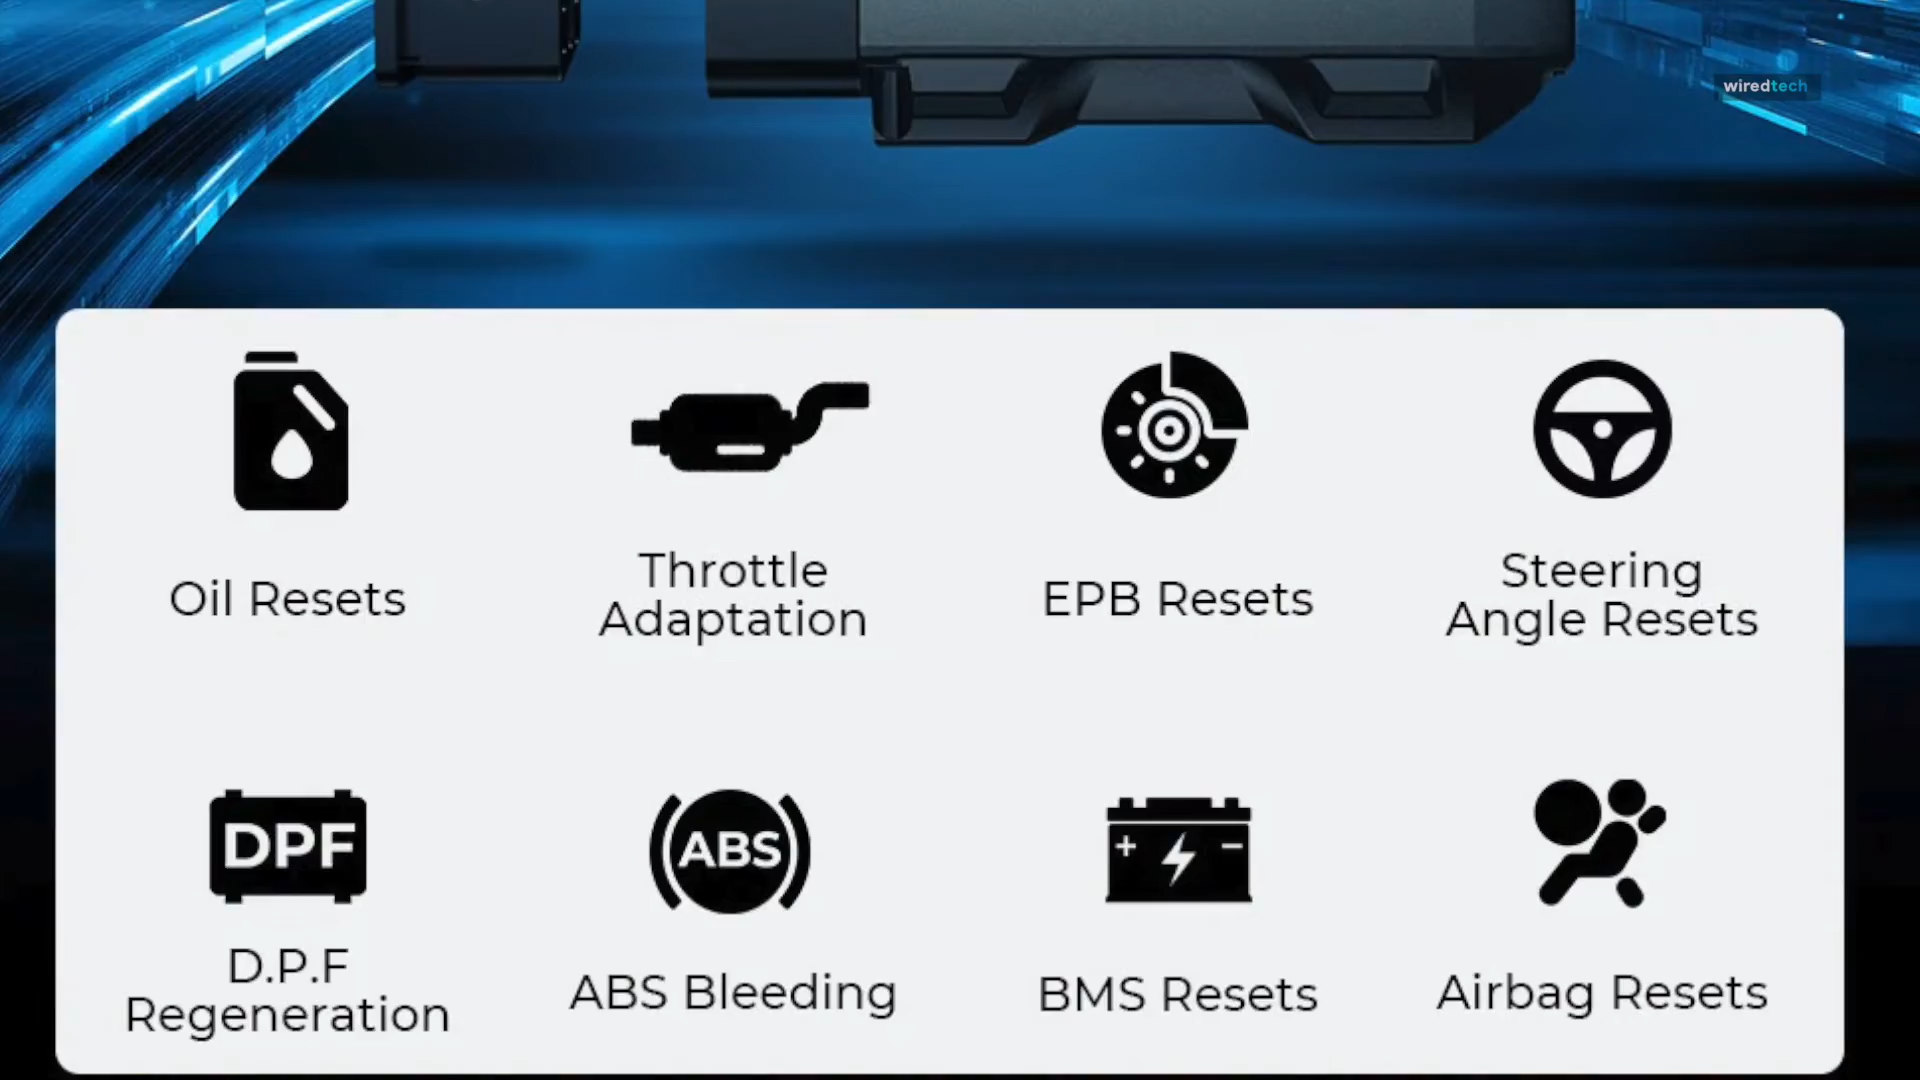 wiredtech
Oil Resets
Throttle
Adaptation
EPB Resets
Steering
Angle Resets
DPF
D.P.F
Regeneration
ABS
ABS Bleeding
+ -
BMS Resets
Airbag Resets